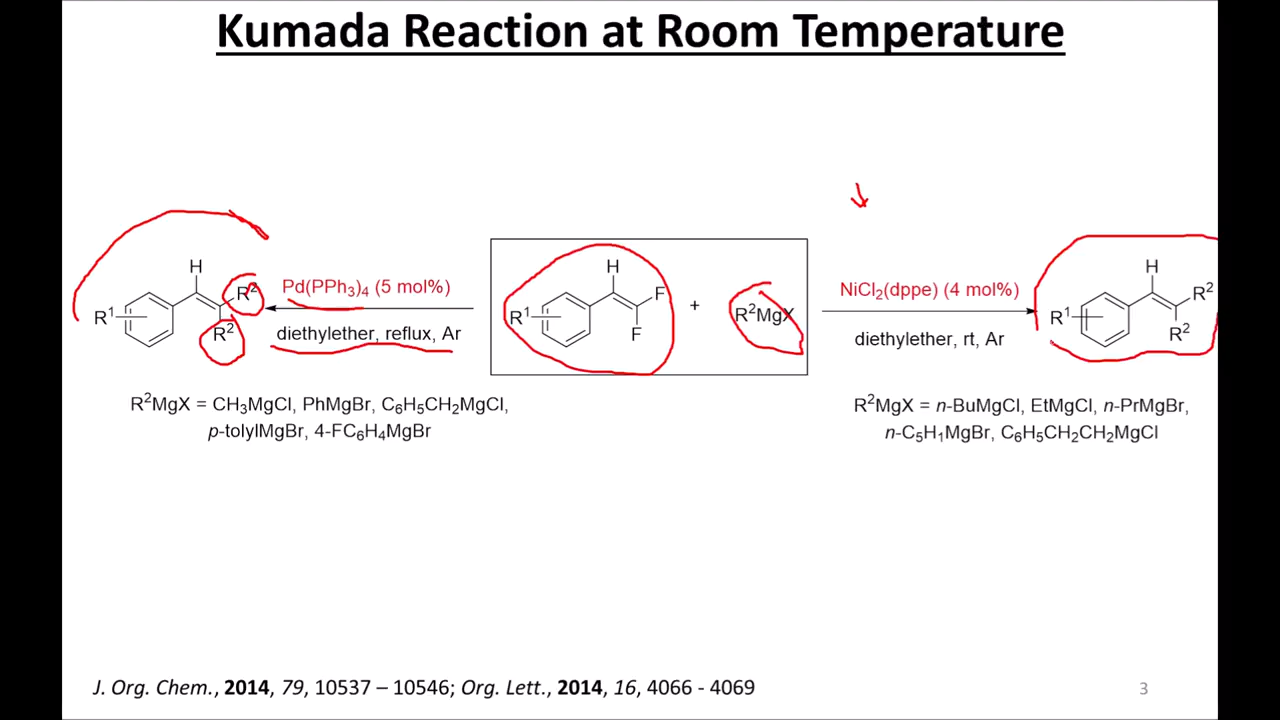 Kumada Reaction at Room Temperature
H
R² 
R²
R¹
Pd(PPh₃)₄ (5 mol%)
diethylether, reflux, Ar
H
F
F
R¹
+
R²MgX
NiCl₂(dppe) (4 mol%)
diethylether, rt, Ar
H
R²
R²
R¹
R²MgX = CH₃MgCl, PhMgBr, C₆H₅CH₂MgCl,
p-tolylMgBr, 4-FC₆H₄MgBr
R²MgX = n-BuMgCl, EtMgCl, n-PrMgBr,
n-C₅H₁MgBr, C₆H₅CH₂CH₂MgCl
J. Org. Chem., 2014, 79, 10537 – 10546; Org. Lett., 2014, 16, 4066 - 4069
3